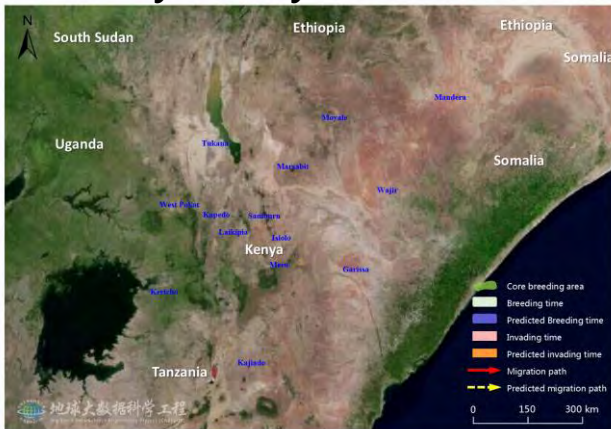 N
South Sudan
Ethiopia
Ethiopia
Somalia
Mandera
Moyale
Uganda
Tukana
Somalia
Marsabit
Wajir
West Pokot
Kapedo
Samburu
Laikipia
Isiolo
Kenya
Meru
Garissa
Kericho
Core breeding area
Breeding time
Predicted Breeding time
Invading time
Predicted invading time
Migration path
Predicted migration path
Kajiado
Tanzania
地球大数据科学工程
0 150 300 km